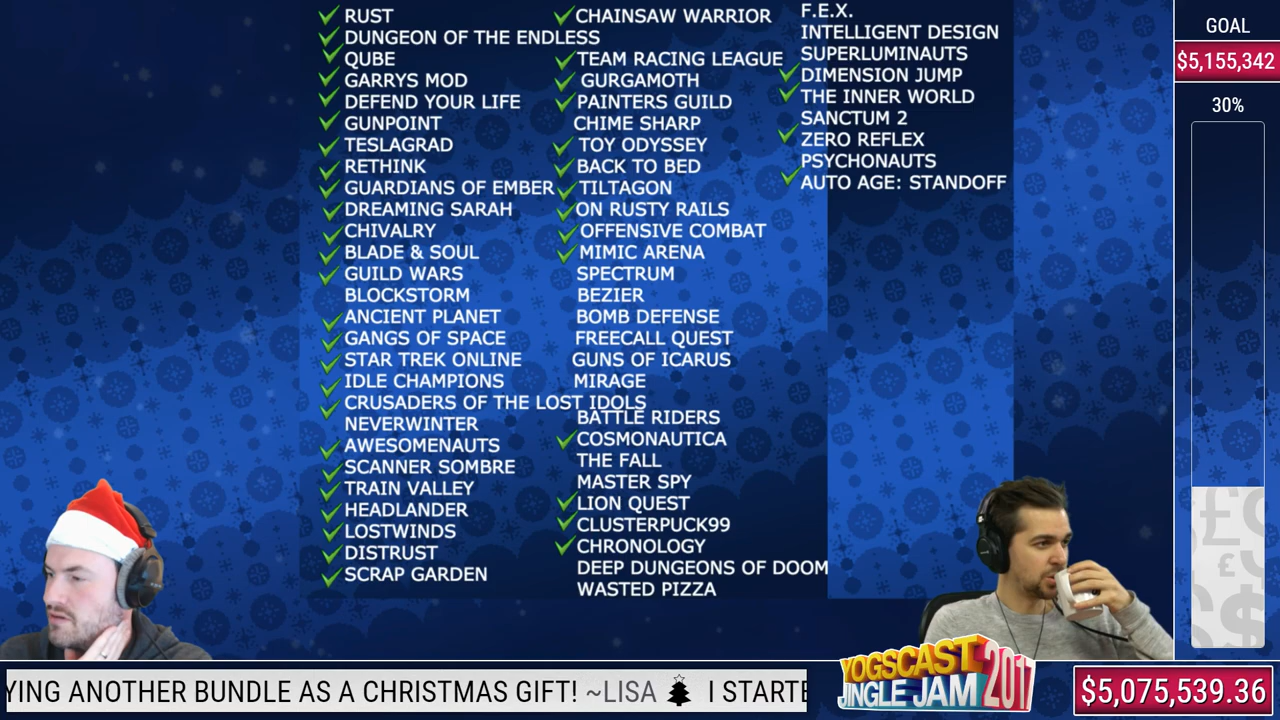 RUST
DUNGEON OF THE ENDLESS
QUBE
GARRYS MOD
DEFEND YOUR LIFE
GUNPOINT
TESLAGRAD
RETHINK
GUARDIANS OF EMBER
DREAMING SARAH
CHIVALRY
BLADE & SOUL
GUILD WARS
BLOCKSTORM
ANCIENT PLANET
GANGS OF SPACE
STAR TREK ONLINE
IDLE CHAMPIONS
CRUSADERS OF THE LOST IDOLS
NEVERWINTER
AWESOMENAUTS
SCANNER SOMBRE
TRAIN VALLEY
HEADLANDER
LOSTWINDS
DISTRUST
SCRAP GARDEN
CHAINSAW WARRIOR
TEAM RACING LEAGUE
GURGAMOTH
PAINTERS GUILD
CHIME SHARP
TOY ODYSSEY
BACK TO BED
TILTAGON
ON RUSTY RAILS
OFFENSIVE COMBAT
MIMIC ARENA
SPECTRUM
BEZIER
BOMB DEFENSE
FREECALL QUEST
GUNS OF ICARUS
MIRAGE
BATTLE RIDERS
COSMONAUTICA
THE FALL
MASTER SPY
LION QUEST
CLUSTERPUCK99
CHRONOLOGY
DEEP DUNGEONS OF DOOM
WASTED PIZZA
F.E.X.
INTELLIGENT DESIGN
SUPERLUMINAUTS
DIMENSION JUMP
THE INNER WORLD
SANCTUM 2
ZERO REFLEX
PSYCHONAUTS
AUTO AGE: STANDOFF
GOAL
$5,155,342
30%
YING ANOTHER BUNDLE AS A CHRISTMAS GIFT! ~LISA I STARTE
YOGSCAST
JINGLE JAM 2017
$5,075,539.36